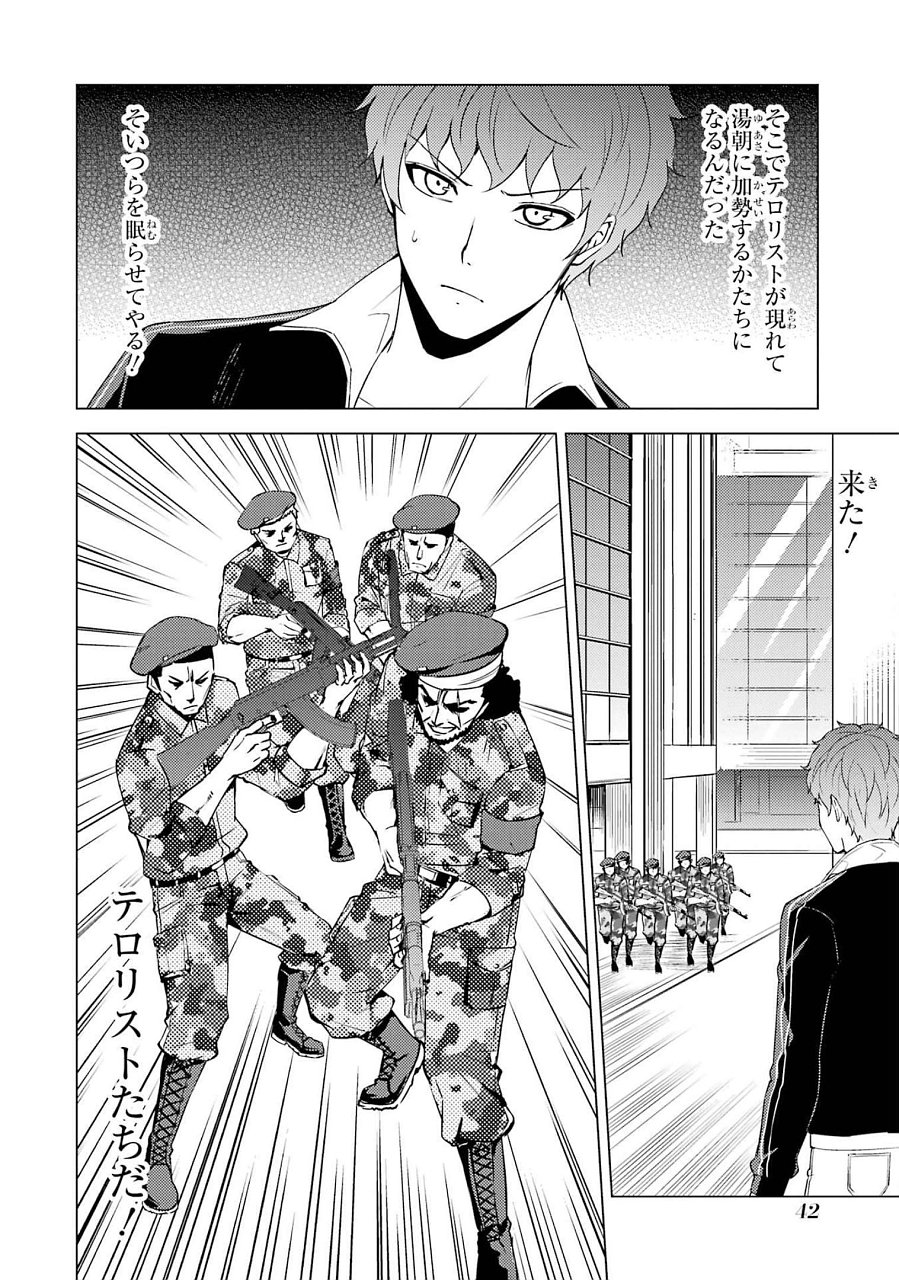 そこでテロリストが現れて
湯朝に加勢するかたちに
なるんだった
そいつらを眠らせてやる!
来た!
テロリストたちだ!
42